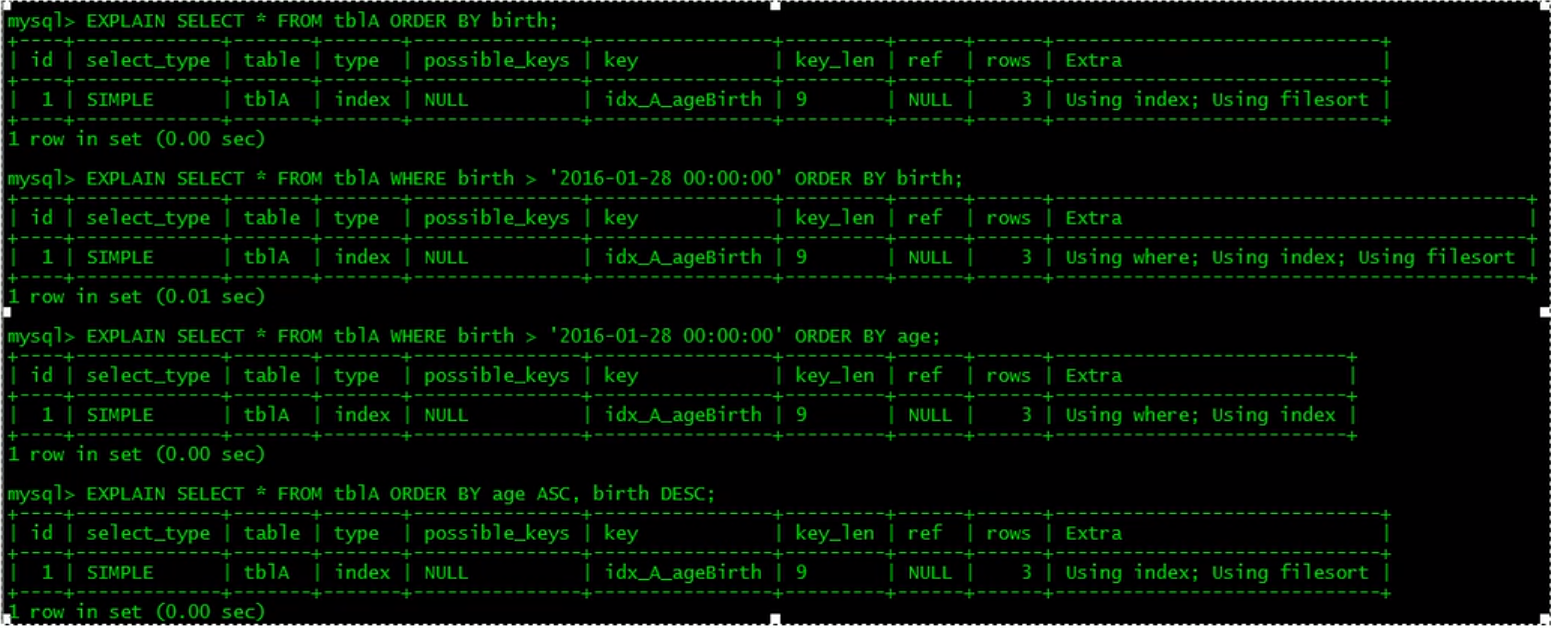 mysql> EXPLAIN SELECT * FROM tblA ORDER BY birth;
+----+-------------+-------+-------+---------------+----------------+---------+------+------+-----------------------------+
| id | select_type | table | type | possible_keys | key | key_len | ref | rows | Extra |
+----+-------------+-------+-------+---------------+----------------+---------+------+------+-----------------------------+
| 1 | SIMPLE | tblA | index | NULL | idx_A_ageBirth | 9 | NULL | 3 | Using index; Using filesort |
+----+-------------+-------+-------+---------------+----------------+---------+------+------+-----------------------------+
1 row in set (0.00 sec)
mysql> EXPLAIN SELECT * FROM tblA WHERE birth > '2016-01-28 00:00:00' ORDER BY birth;
+----+-------------+-------+-------+---------------+----------------+---------+------+------+------------------------------------------+
| id | select_type | table | type | possible_keys | key | key_len | ref | rows | Extra |
+----+-------------+-------+-------+---------------+----------------+---------+------+------+------------------------------------------+
| 1 | SIMPLE | tblA | index | NULL | idx_A_ageBirth | 9 | NULL | 3 | Using where; Using index; Using filesort |
+----+-------------+-------+-------+---------------+----------------+---------+------+------+------------------------------------------+
1 row in set (0.01 sec)
mysql> EXPLAIN SELECT * FROM tblA WHERE birth > '2016-01-28 00:00:00' ORDER BY age;
+----+-------------+-------+-------+---------------+----------------+---------+------+------+--------------------------+
| id | select_type | table | type | possible_keys | key | key_len | ref | rows | Extra |
+----+-------------+-------+-------+---------------+----------------+---------+------+------+--------------------------+
| 1 | SIMPLE | tblA | index | NULL | idx_A_ageBirth | 9 | NULL | 3 | Using where; Using index |
+----+-------------+-------+-------+---------------+----------------+---------+------+------+--------------------------+
1 row in set (0.00 sec)
mysql> EXPLAIN SELECT * FROM tblA ORDER BY age ASC, birth DESC;
+----+-------------+-------+-------+---------------+----------------+---------+------+------+-----------------------------+
| id | select_type | table | type | possible_keys | key | key_len | ref | rows | Extra |
+----+-------------+-------+-------+---------------+----------------+---------+------+------+-----------------------------+
| 1 | SIMPLE | tblA | index | NULL | idx_A_ageBirth | 9 | NULL | 3 | Using index; Using filesort |
+----+-------------+-------+-------+---------------+----------------+---------+------+------+-----------------------------+
1 row in set (0.00 sec)